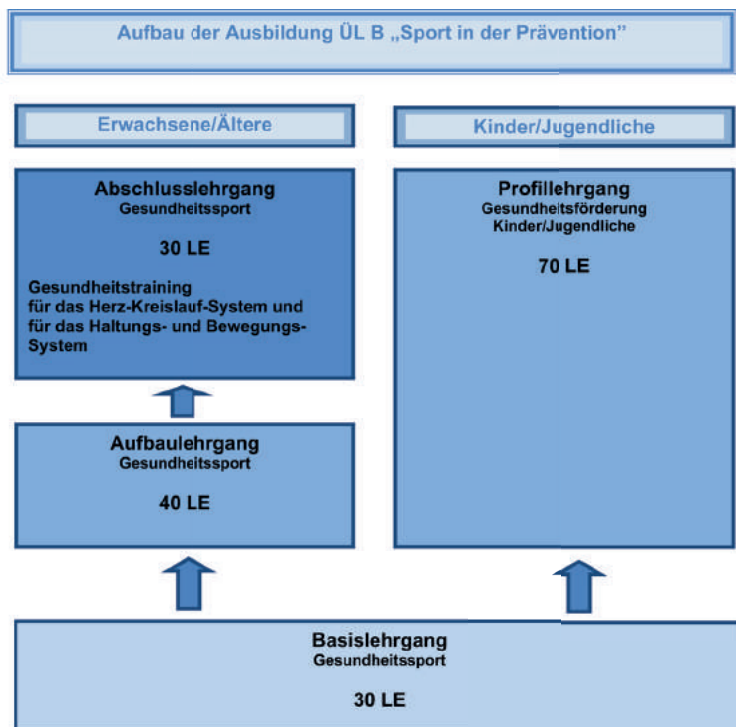 Aufbau der Ausbildung ÜL B „Sport in der Prävention”
Erwachsene/Ältere
Abschlusslehrgang
Gesundheitssport
30 LE
Gesundheitstraining
für das Herz-Kreislauf-System und
für das Haltungs- und Bewegungs-
System
Aufbaulehrgang
Gesundheitssport
40 LE
Kinder/Jugendliche
Profillehrgang
Gesundheitsförderung
Kinder/Jugendliche
70 LE
Basislehrgang
Gesundheitssport
30 LE